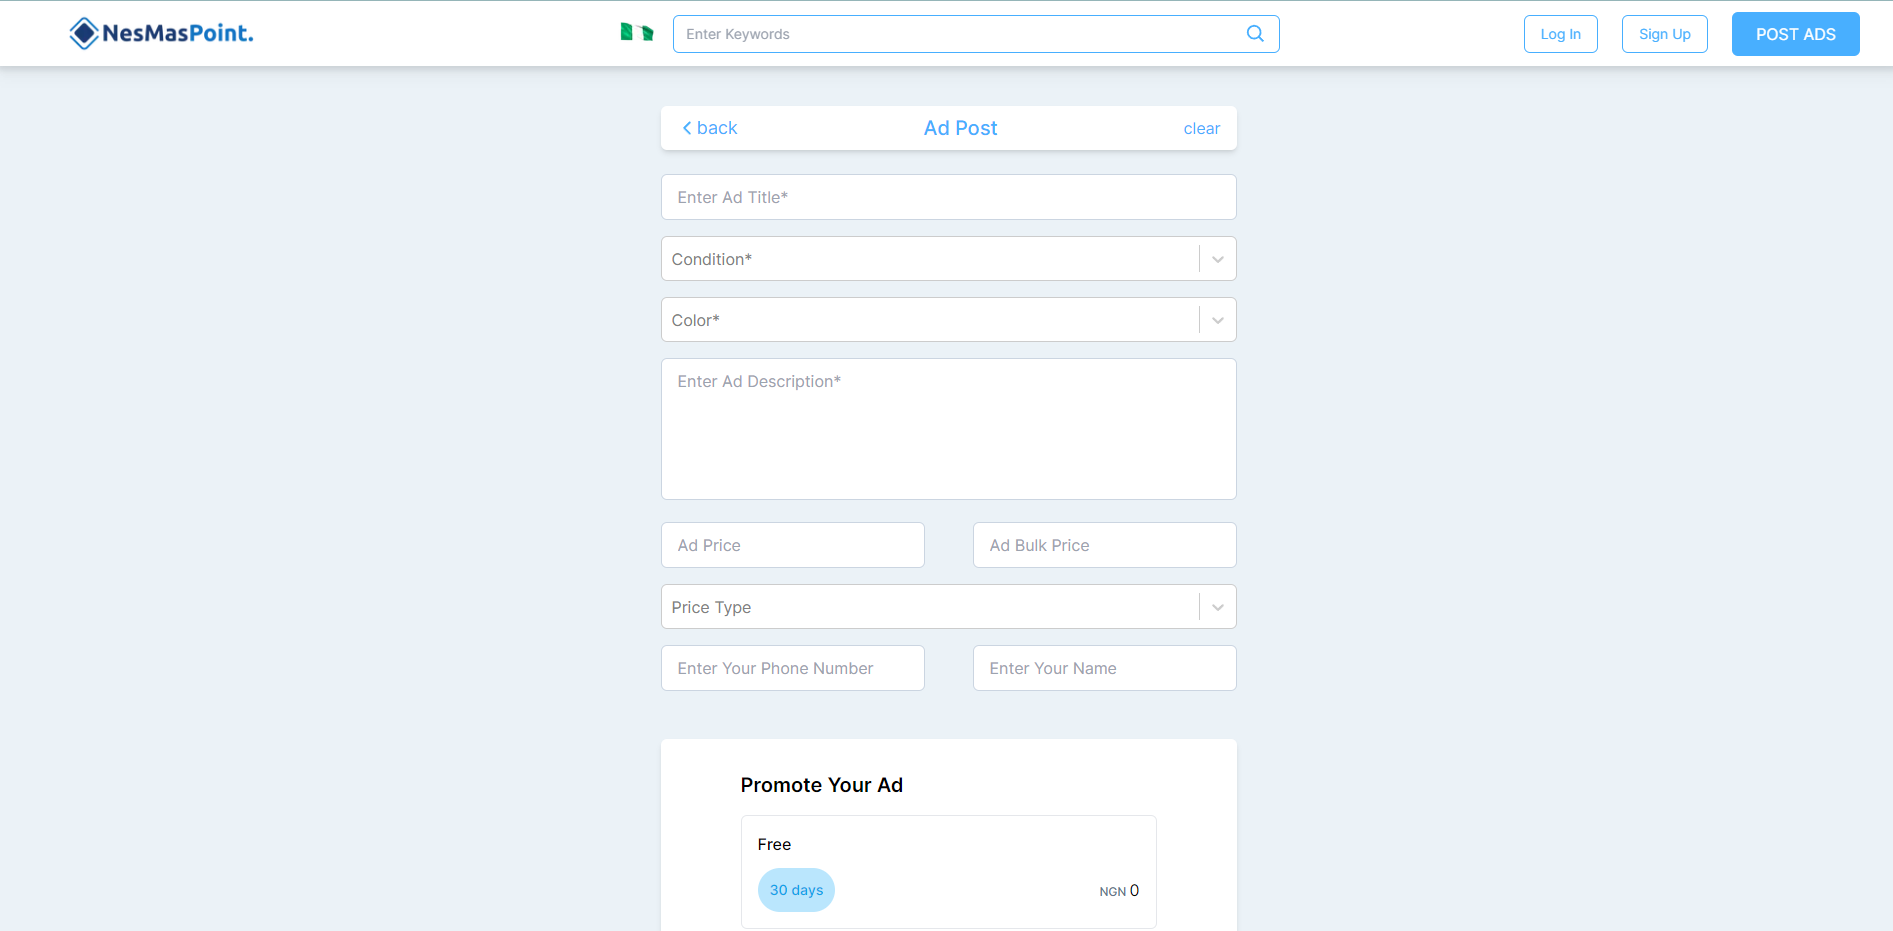 NesMasPoint.
Enter Keywords
Log In
Sign Up
POST ADS
back
Ad Post
clear
Enter Ad Title*
Condition*
Color*
Enter Ad Description*
Ad Price
Ad Bulk Price
Price Type
Enter Your Phone Number
Enter Your Name
Promote Your Ad
Free
30 days
NGN 0